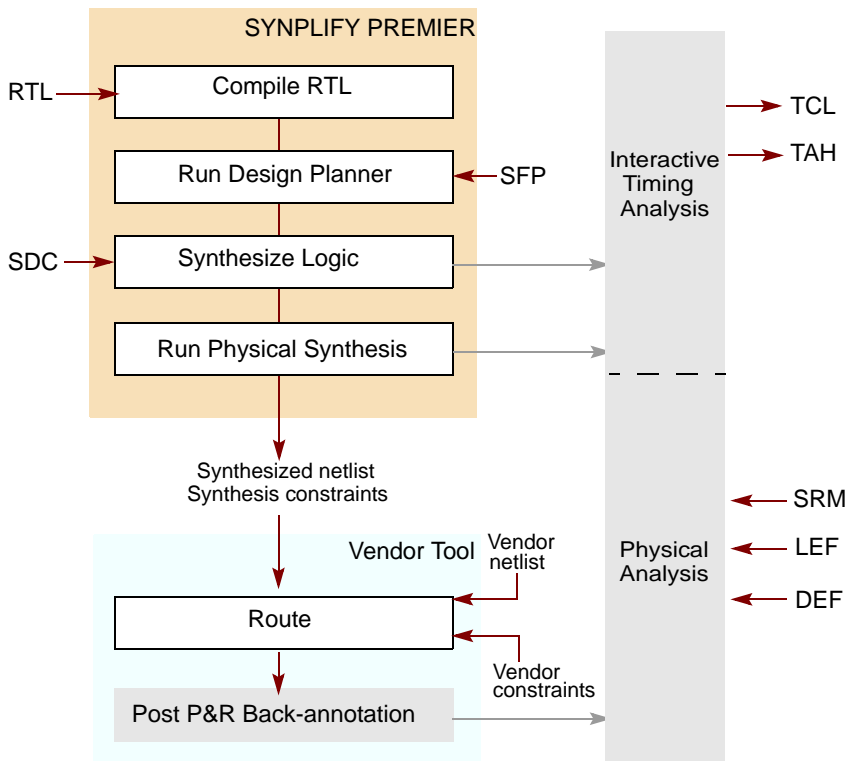 SYNPLIFY PREMIER
RTL
Compile RTL
Run Design Planner
SFP
SDC
Synthesize Logic
Run Physical Synthesis
Synthesized netlist
Synthesis constraints
Vendor Tool
Vendor
netlist
Route
Vendor
constraints
Post P&R Back-annotation
Interactive
Timing
Analysis
TCL
TAH
Physical
Analysis
SRM
LEF
DEF